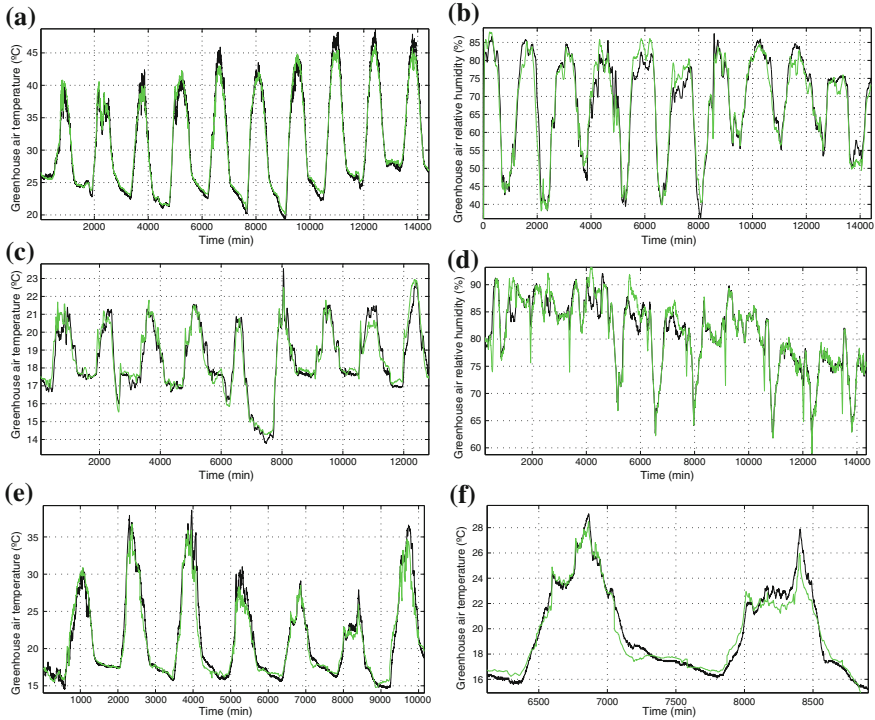 (a)
Greenhouse air temperature (ºC)
45
40
35
30
25
20
2000 4000 6000 8000 10000 12000 14000
Time (min)
(b)
Greenhouse air relative humidity (%)
85
80
75
70
65
60
55
50
45
40
0 2000 4000 6000 8000 10000 12000 14000
Time (min)
(c)
Greenhouse air temperature (ºC)
23
22
21
20
19
18
17
16
15
14
2000 4000 6000 8000 10000 12000
Time (min)
(d)
Greenhouse air relative humidity (%)
90
85
80
75
70
65
60
2000 4000 6000 8000 10000 12000 14000
Time (min)
(e)
Greenhouse air temperature (ºC)
35
30
25
20
15
1000 2000 3000 4000 5000 6000 7000 8000 9000 10000
Time (min)
(f)
Greenhouse air temperature (ºC)
28
26
24
22
20
18
16
6500 7000 7500 8000 8500
Time (min)